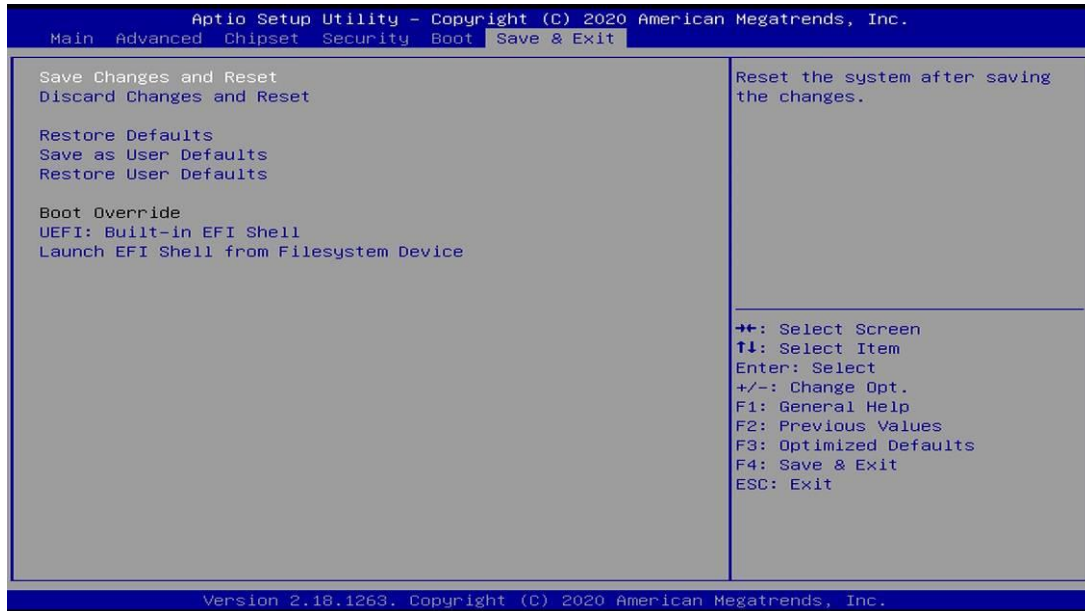 Aptio Setup Utility – Copyright (C) 2020 American Megatrends, Inc.
Main Advanced Chipset Security Boot Save & Exit
Save Changes and Reset
Discard Changes and Reset
Restore Defaults
Save as User Defaults
Restore User Defaults
Boot Override
UEFI: Built-in EFI Shell
Launch EFI Shell from Filesystem Device
Reset the system after saving
the changes.
→←: Select Screen
↑↓: Select Item
Enter: Select
+/-: Change Opt.
F1: General Help
F2: Previous Values
F3: Optimized Defaults
F4: Save & Exit
ESC: Exit
Version 2.18.1263. Copyright (C) 2020 American Megatrends, Inc.